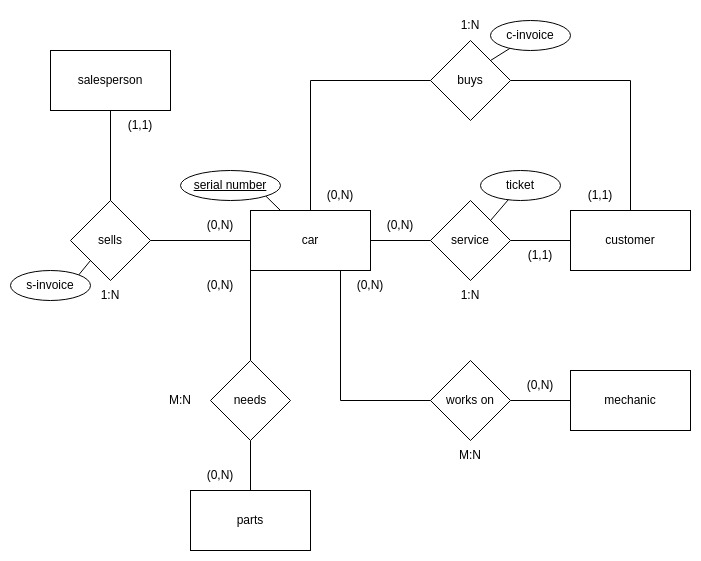 1:N
c-invoice
salesperson
buys
(1,1)
serial number
ticket
(0,N)
(1,1)
(0,N)
(0,N)
sells
car
service
customer
(1,1)
s-invoice
(0,N)
(0,N)
1:N
1:N
(0,N)
M:N
needs
works on
mechanic
M:N
(0,N)
parts